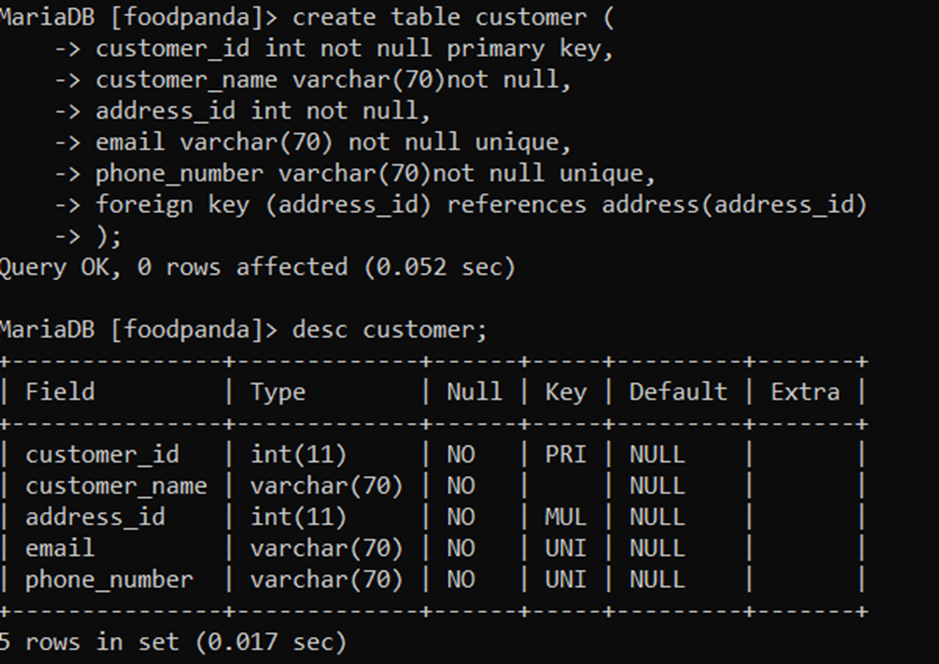 MariaDB [foodpanda]> create table customer (
    -> customer_id int not null primary key,
    -> customer_name varchar(70)not null,
    -> address_id int not null,
    -> email varchar(70) not null unique,
    -> phone_number varchar(70)not null unique,
    -> foreign key (address_id) references address(address_id)
    -> );
Query OK, 0 rows affected (0.052 sec)

MariaDB [foodpanda]> desc customer;
+---------------+-------------+------+-----+---------+-------+
| Field         | Type        | Null | Key | Default | Extra |
+---------------+-------------+------+-----+---------+-------+
| customer_id   | int(11)     | NO   | PRI | NULL    |       |
| customer_name | varchar(70) | NO   |     | NULL    |       |
| address_id    | int(11)     | NO   | MUL | NULL    |       |
| email         | varchar(70) | NO   | UNI | NULL    |       |
| phone_number  | varchar(70) | NO   | UNI | NULL    |       |
+---------------+-------------+------+-----+---------+-------+
5 rows in set (0.017 sec)